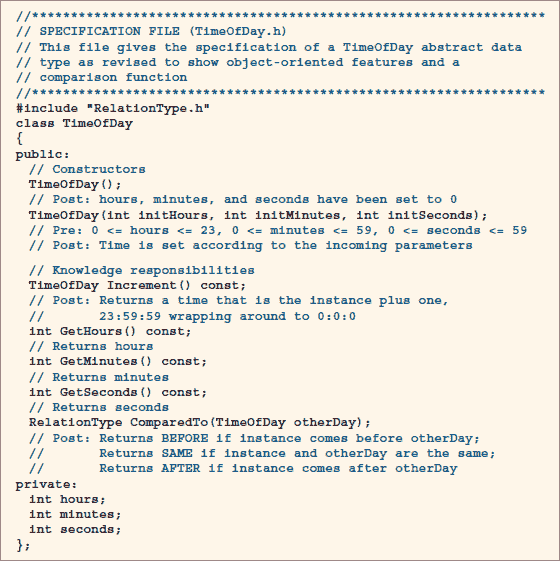 //*****************************************************************
// SPECIFICATION FILE (TimeOfDay.h)
// This file gives the specification of a TimeOfDay abstract data
// type as revised to show object-oriented features and a
// comparison function
//*****************************************************************
#include "RelationType.h"
class TimeOfDay
{
public:
  // Constructors
  TimeOfDay();
  // Post: hours, minutes, and seconds have been set to 0
  TimeOfDay(int initHours, int initMinutes, int initSeconds);
  // Pre: 0 <= hours <= 23, 0 <= minutes <= 59, 0 <= seconds <= 59
  // Post: Time is set according to the incoming parameters

  // Knowledge responsibilities
  TimeOfDay Increment() const;
  // Post: Returns a time that is the instance plus one,
  //       23:59:59 wrapping around to 0:0:0
  int GetHours() const;
  // Returns hours
  int GetMinutes() const;
  // Returns minutes
  int GetSeconds() const;
  // Returns seconds
  RelationType ComparedTo(TimeOfDay otherDay);
  // Post: Returns BEFORE if instance comes before otherDay;
  //       Returns SAME if instance and otherDay are the same;
  //       Returns AFTER if instance comes after otherDay
private:
  int hours;
  int minutes;
  int seconds;
};